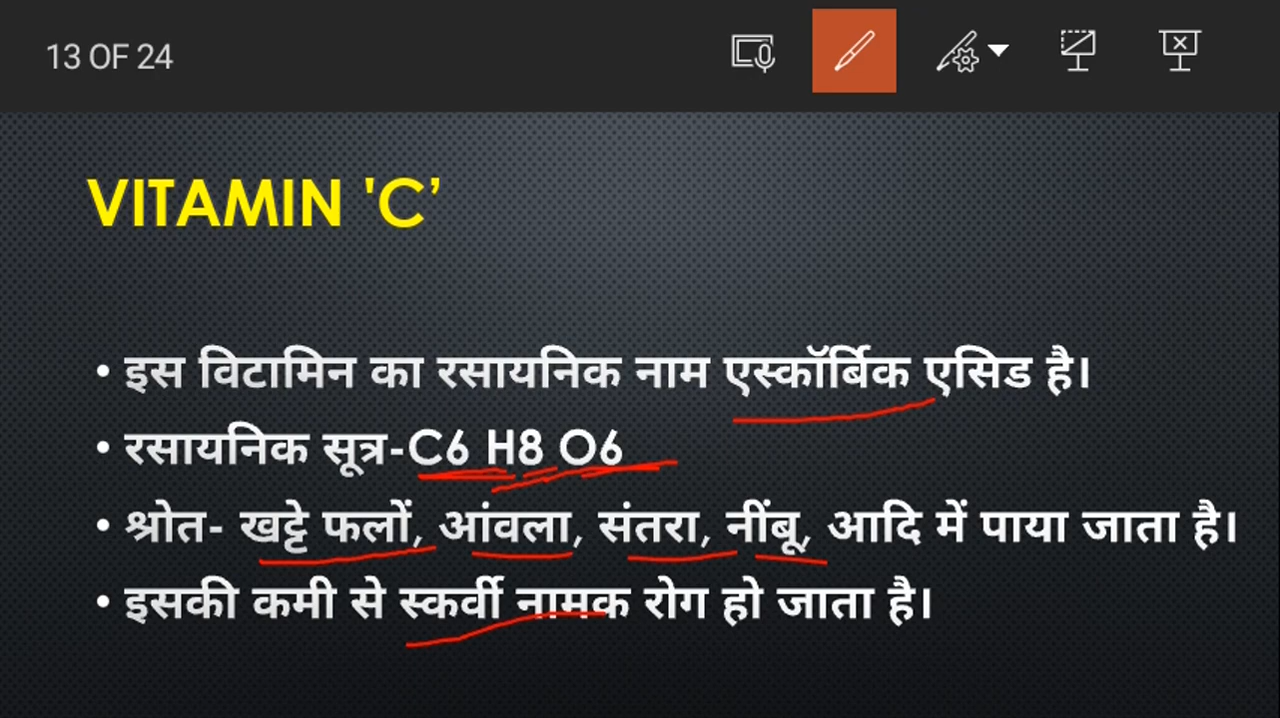 13 OF 24
VITAMIN 'C’
• इस विटामिन का रसायनिक नाम एस्कॉर्बिक एसिड है।
• रसायनिक सूत्र-C6 H8 O6
• श्रोत- खट्टे फलों, आंवला, संतरा, नींबू, आदि में पाया जाता है।
• इसकी कमी से स्कर्वी नामक रोग हो जाता है।